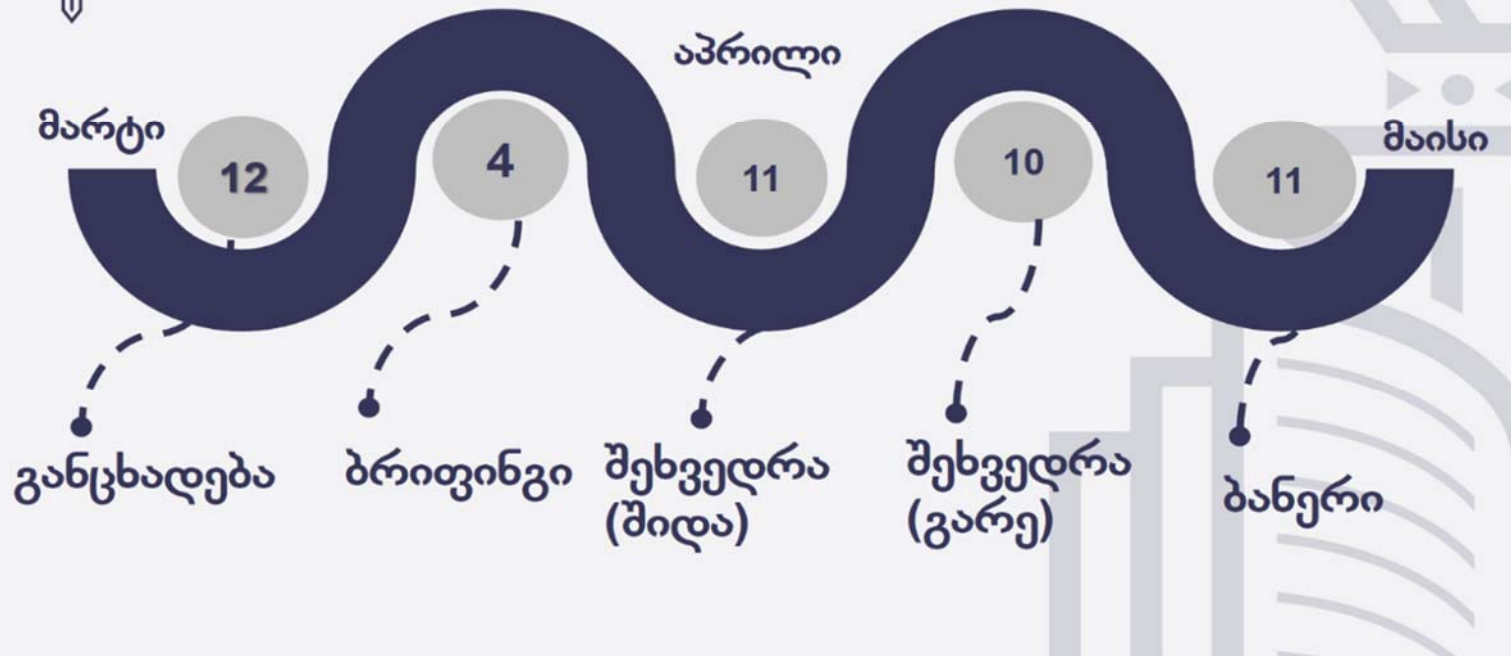 აპრილი
მარტი
მაისი
12
4
11
10
11
განცხადება
ბრიფინგი
შეხვედრა
(შიდა)
შეხვედრა
(გარე)
ბანერი